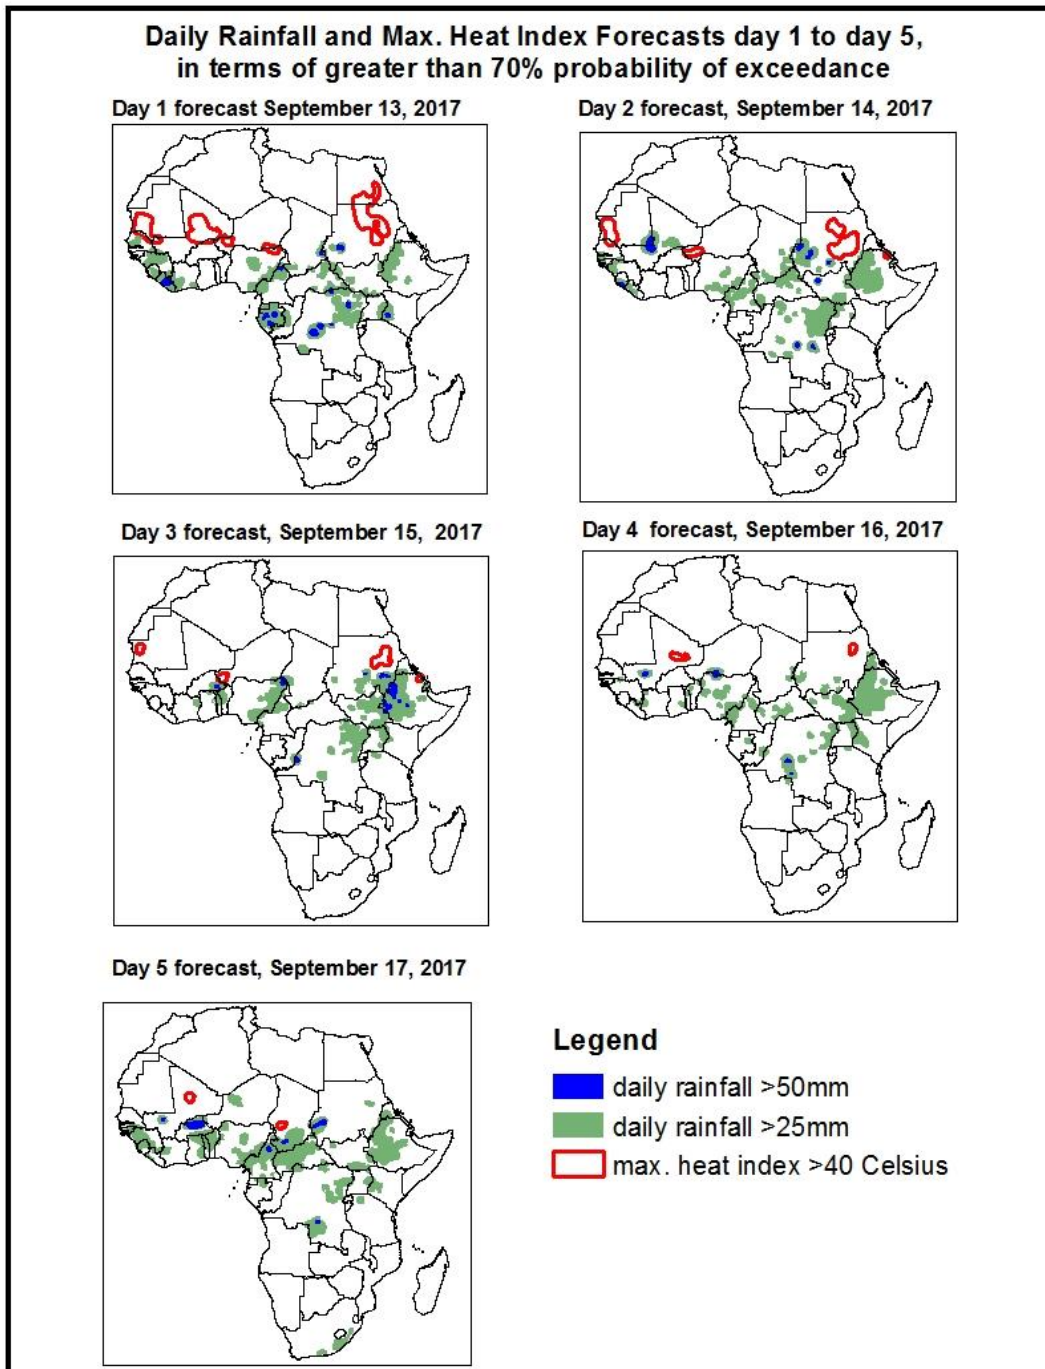 Daily Rainfall and Max. Heat Index Forecasts day 1 to day 5,
in terms of greater than 70% probability of exceedance
Day 1 forecast September 13, 2017
Day 2 forecast, September 14, 2017
Day 3 forecast, September 15, 2017
Day 4 forecast, September 16, 2017
Day 5 forecast, September 17, 2017
Legend
daily rainfall >50mm
daily rainfall >25mm
max. heat index >40 Celsius